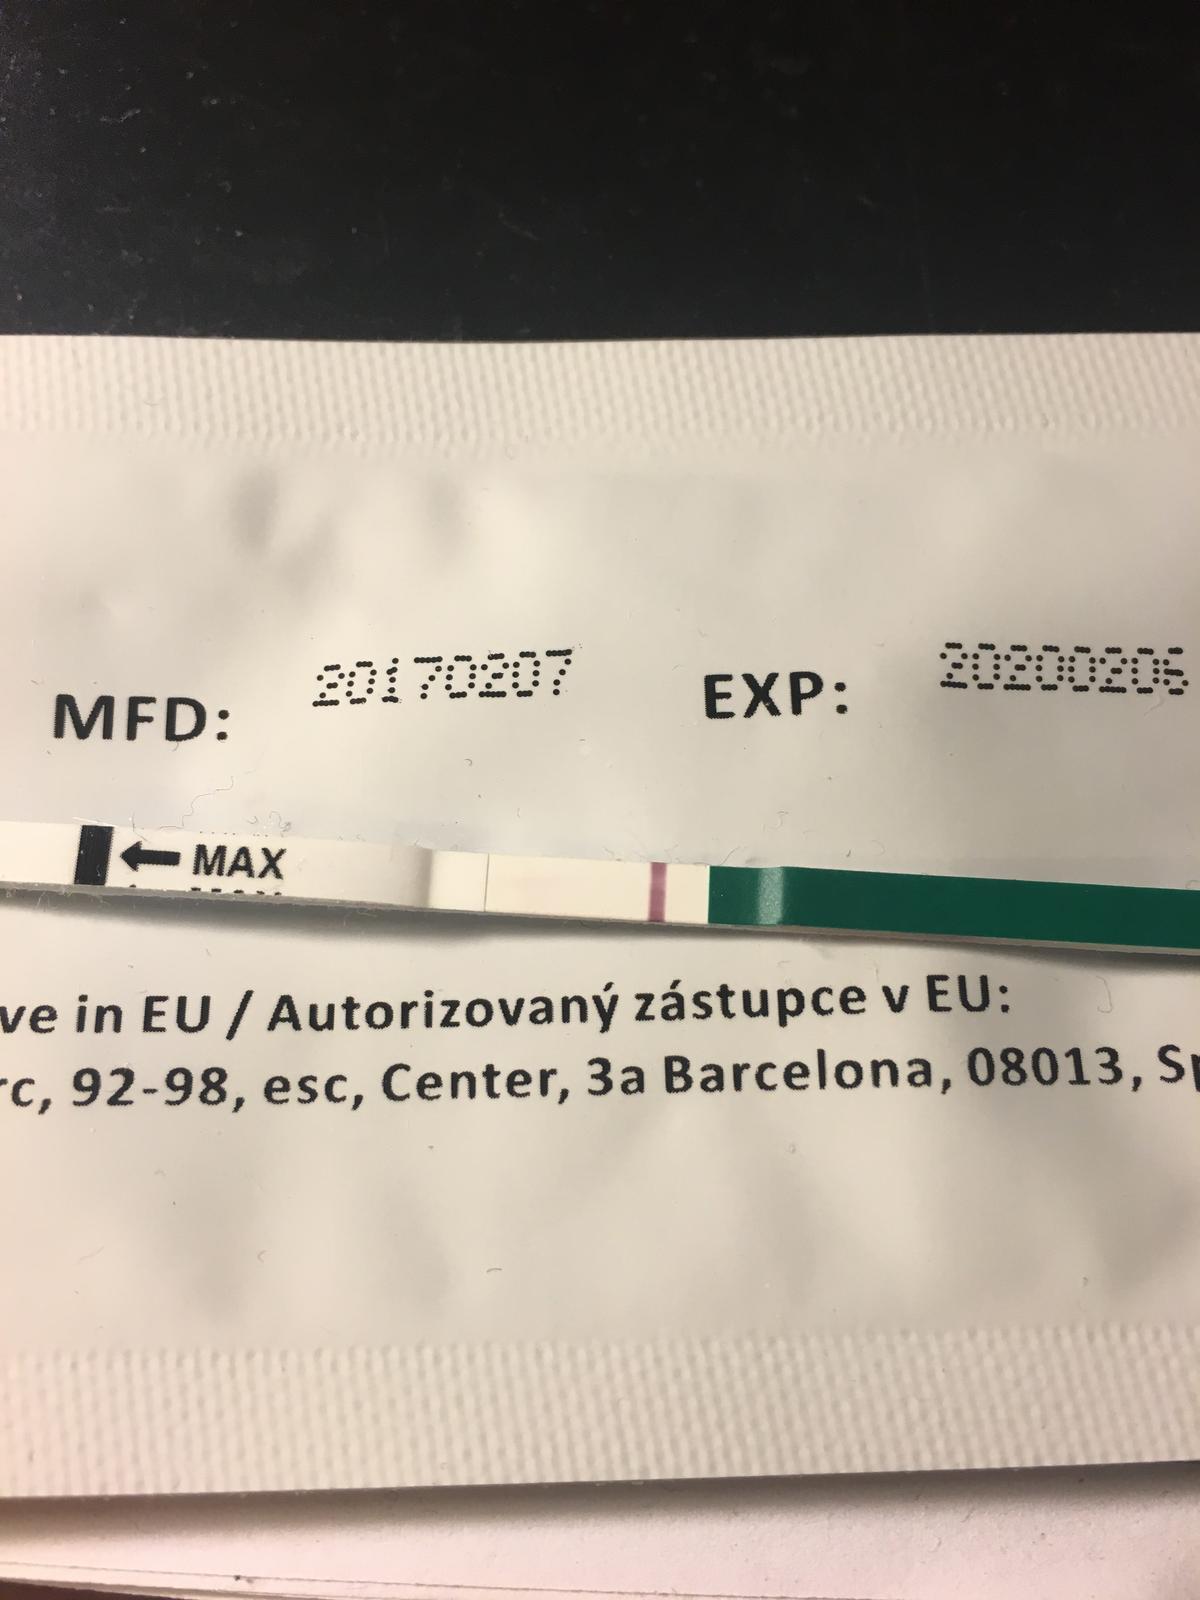 MFD: 20170207 EXP: 20200206
MAX
ve in EU / Autorizovaný zástupce v EU:
rc, 92-98, esc, Center, 3a Barcelona, 08013, Sp